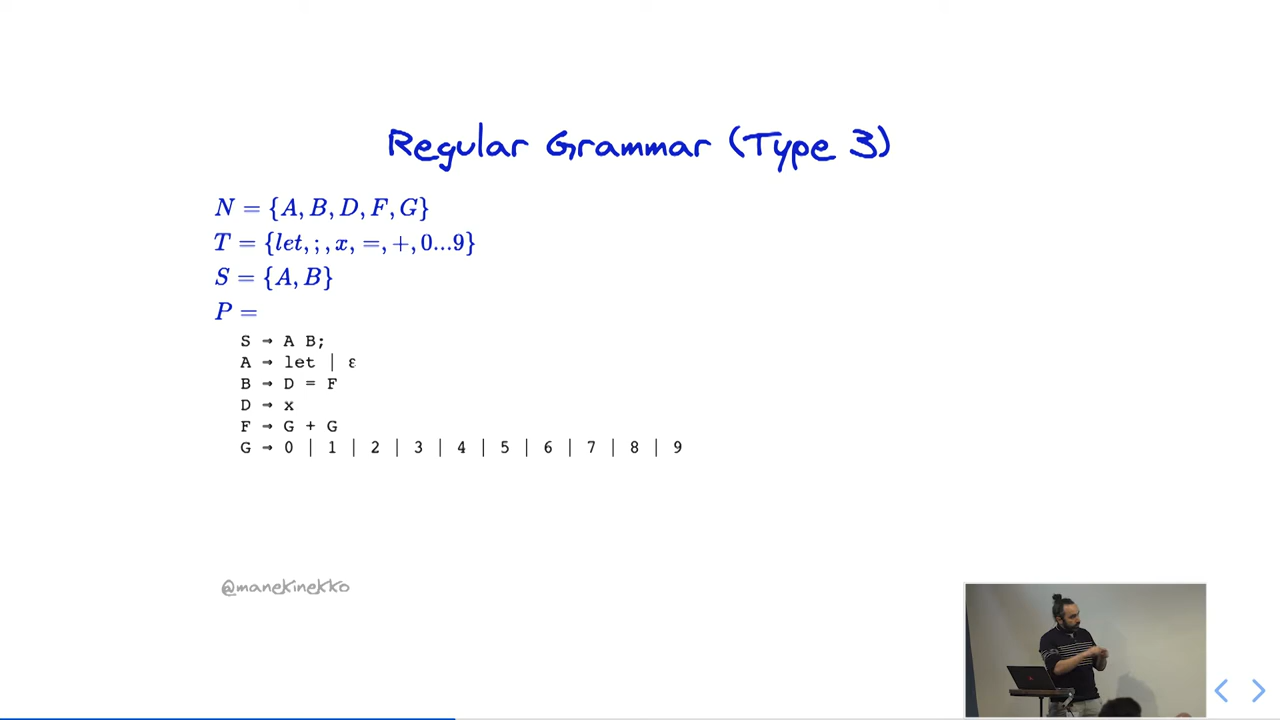 Regular Grammar (Type 3)
N = {A, B, D, F, G}
T = {let, ; , x, =, +, 0...9}
S = {A, B}
P =
S → A B;
A → let | ε
B → D = F
D → x
F → G + G
G → 0 | 1 | 2 | 3 | 4 | 5 | 6 | 7 | 8 | 9
@manekinekko